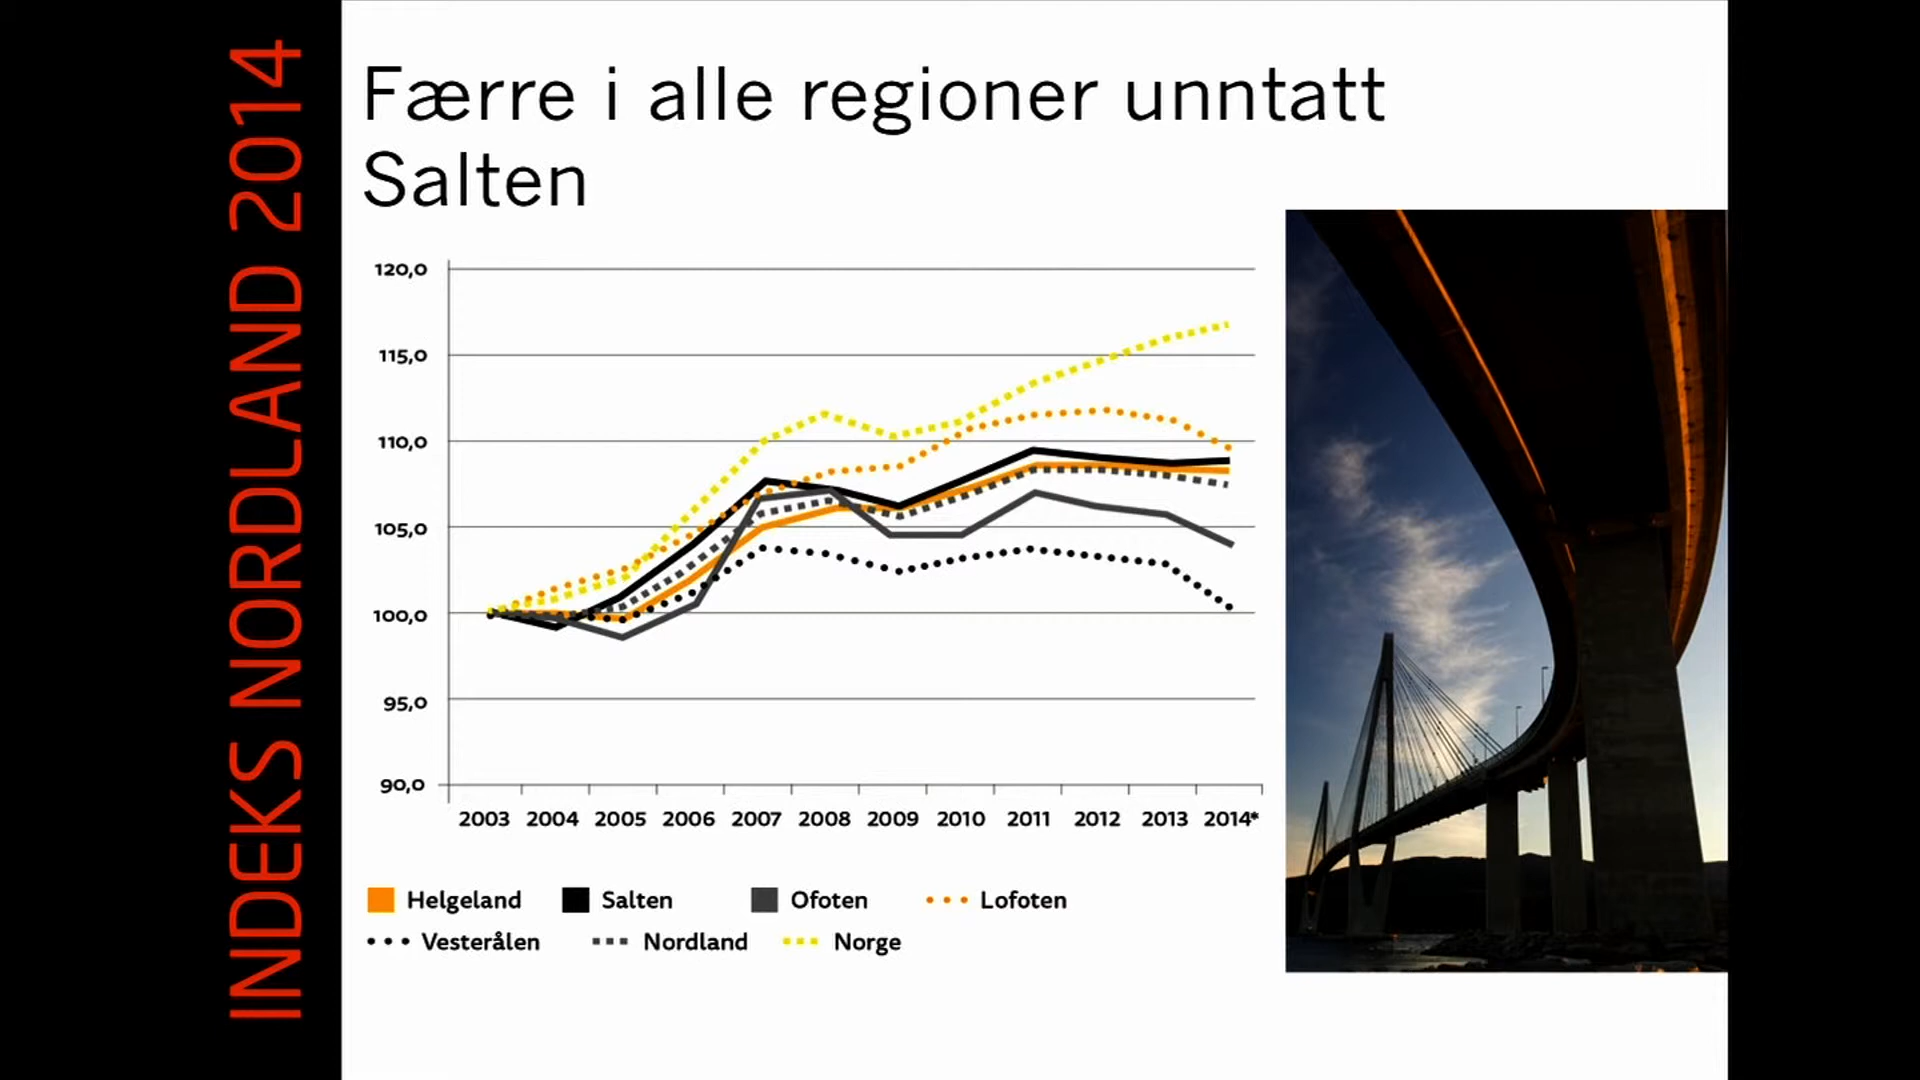 INDEKS NORDLAND 2014
Færre i alle regioner unntatt
Salten
120,0
115,0
110,0
105,0
100,0
95,0
90,0
2003 2004 2005 2006 2007 2008 2009 2010 2011 2012 2013 2014*
Helgeland Salten Ofoten Lofoten
Vesterålen Nordland Norge